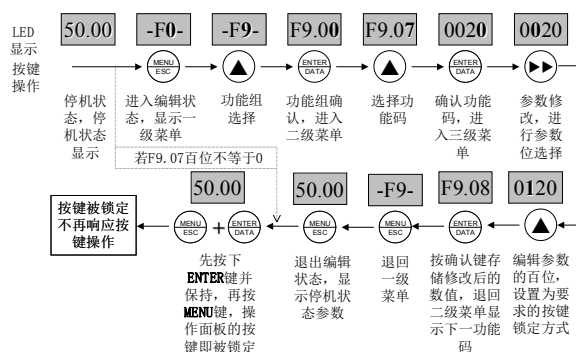 LED
显示
50.00
-F0-
-F9-
F9.00
F9.07
0020
0020
按键
操作
MENU
ESC
▲
ENTER
DATA
▲
ENTER
DATA
▶▶
停机状
态，停
机状态
显示
进入编辑状
态，显示一
级菜单
功能组
选择
功能组确
认，进入
二级菜单
选择功
能码
确认功能
码，进
入三级菜
单
参数修
改，进
行参数
位选择
若F9.07百位不等于0
50.00
50.00
-F9-
F9.08
0120
按键被锁定
不再响应按
键操作
MENU
ESC
+
ENTER
DATA
MENU
ESC
MENU
ESC
ENTER
DATA
▲
先按下
ENTER键并
保持，再按
MENU键，操
作面板的按
键即被锁定
退出编辑
状态，显
示停机状
态参数
退回
一级
菜单
按确认键存
储修改后的
数值，退回
二级菜单显
示下一功能
码
编辑参数
的百位，
设置为要
求的按键
锁定方式